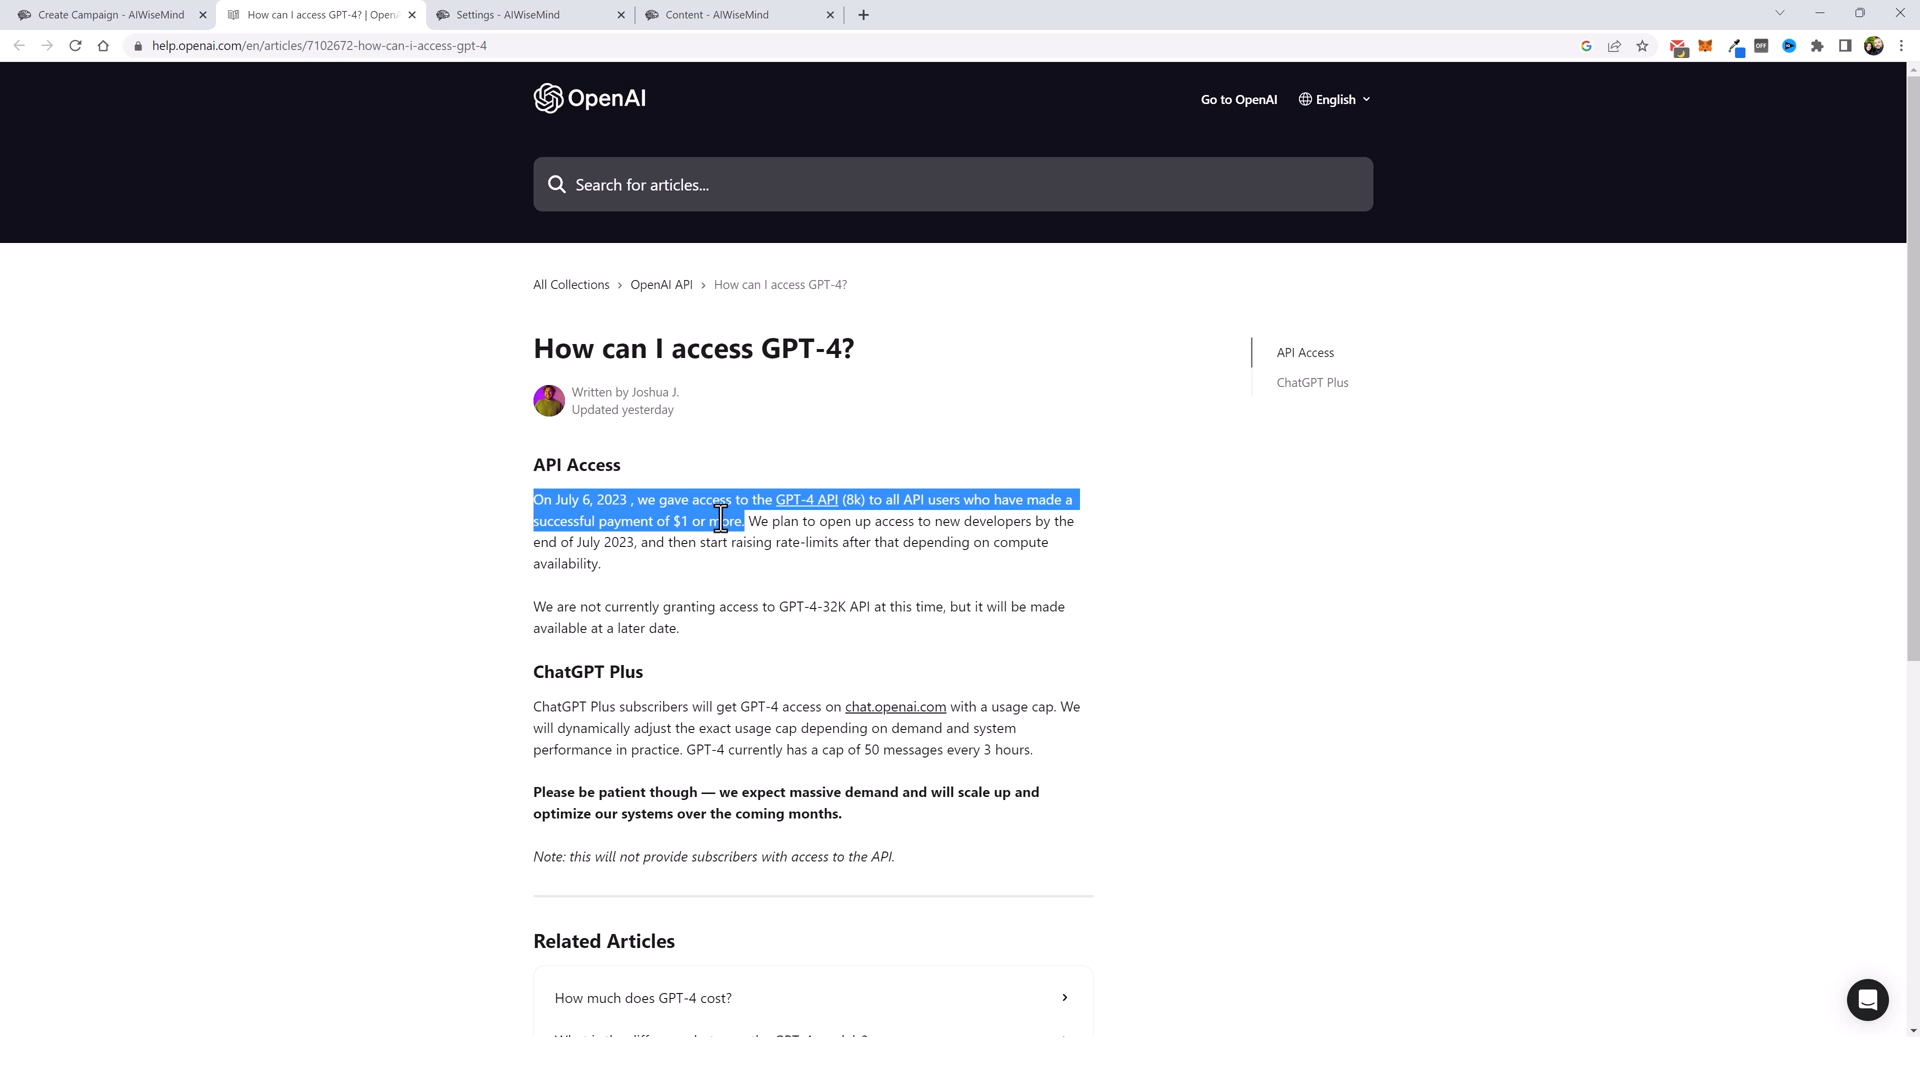 Create Campaign - AIWiseMind
How can I access GPT-4? | Open
Settings - AIWiseMind
Content - AIWiseMind
help.openai.com/en/articles/7102672-how-can-i-access-gpt-4
OFF
OpenAI
Go to OpenAI
English
Search for articles...
All Collections > OpenAI API > How can I access GPT-4?
How can I access GPT-4?
Written by Joshua J.
Updated yesterday
API Access
ChatGPT Plus
API Access
On July 6, 2023 , we gave access to the GPT-4 API (8k) to all API users who have made a
successful payment of $1 or more. We plan to open up access to new developers by the
end of July 2023, and then start raising rate-limits after that depending on compute
availability.
We are not currently granting access to GPT-4-32K API at this time, but it will be made
available at a later date.
ChatGPT Plus
ChatGPT Plus subscribers will get GPT-4 access on chat.openai.com with a usage cap. We
will dynamically adjust the exact usage cap depending on demand and system
performance in practice. GPT-4 currently has a cap of 50 messages every 3 hours.
Please be patient though — we expect massive demand and will scale up and
optimize our systems over the coming months.
Note: this will not provide subscribers with access to the API.
Related Articles
How much does GPT-4 cost?